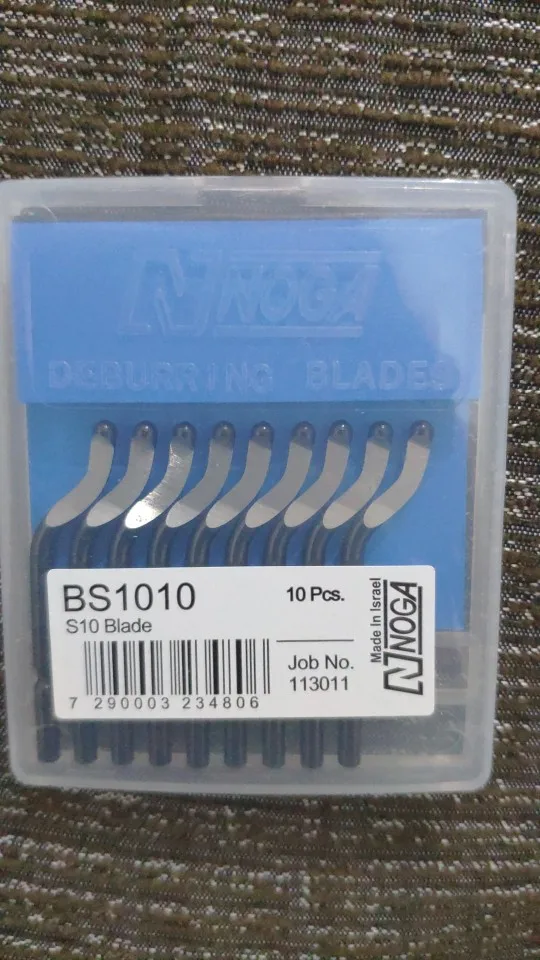 NOGA
DEBURRING BLADES
BS1010
S10 Blade
10 Pcs.
Job No.
113011
7 290003 234806
Made in Israel
NOGA